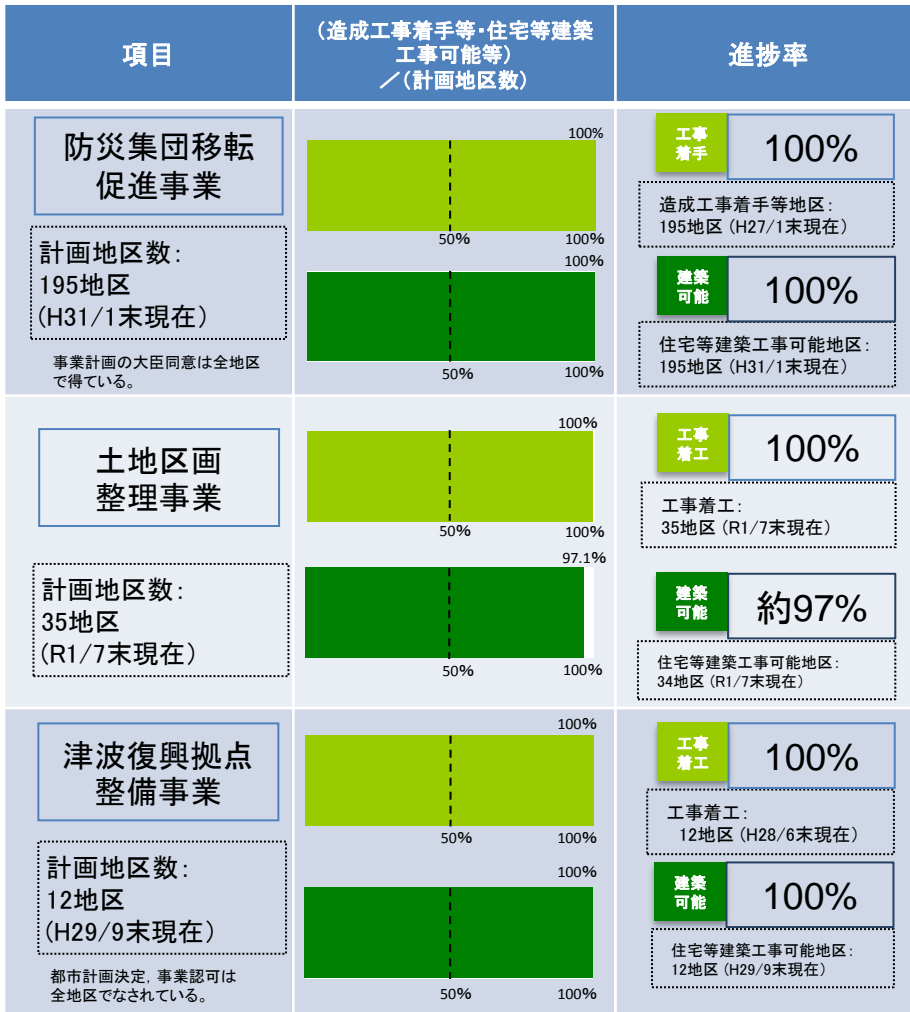 項目
(造成工事着手等・住宅等建築
工事可能等)
／(計画地区数)
進捗率
防災集団移転
促進事業
計画地区数:
195地区
(H31/1末現在)
事業計画の大臣同意は全地区
で得ている。
100%
50%
100%
100%
50%
100%
工事
着手
100%
造成工事着手等地区:
195地区 (H27/1末現在)
建築
可能
100%
住宅等建築工事可能地区:
195地区 (H31/1末現在)
土地区画
整理事業
計画地区数:
35地区
(R1/7末現在)
100%
50%
100%
97.1%
50%
100%
工事
着工
100%
工事着工:
35地区 (R1/7末現在)
建築
可能
約97%
住宅等建築工事可能地区:
34地区 (R1/7末現在)
津波復興拠点
整備事業
計画地区数:
12地区
(H29/9末現在)
都市計画決定，事業認可は
全地区でなされている。
100%
50%
100%
100%
50%
100%
工事
着工
100%
工事着工:
12地区 (H28/6末現在)
建築
可能
100%
住宅等建築工事可能地区:
12地区 (H29/9末現在)